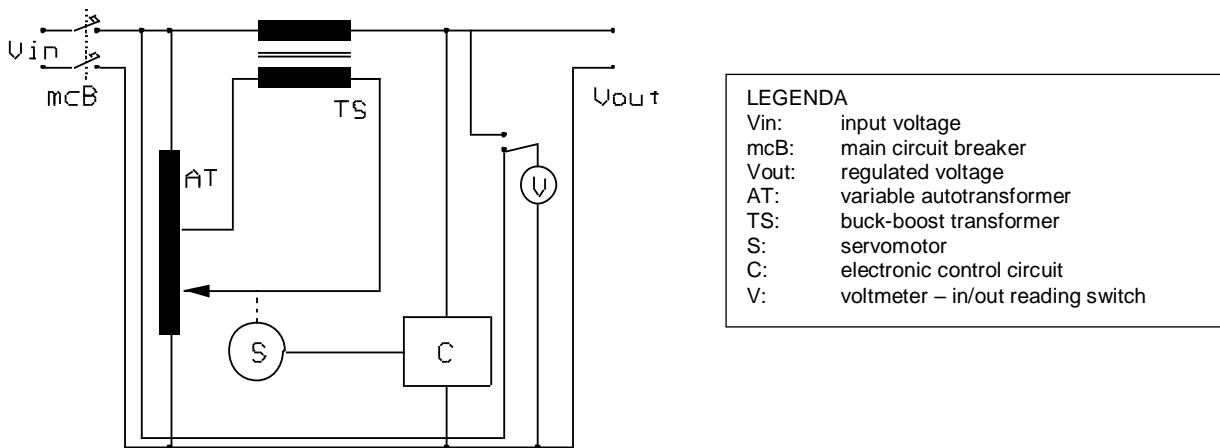 Vin
mcB
TS
Vout
AT
V
S
C
LEGENDA
Vin: input voltage
mcB: main circuit breaker
Vout: regulated voltage
AT: variable autotransformer
TS: buck-boost transformer
S: servomotor
C: electronic control circuit
V: voltmeter – in/out reading switch